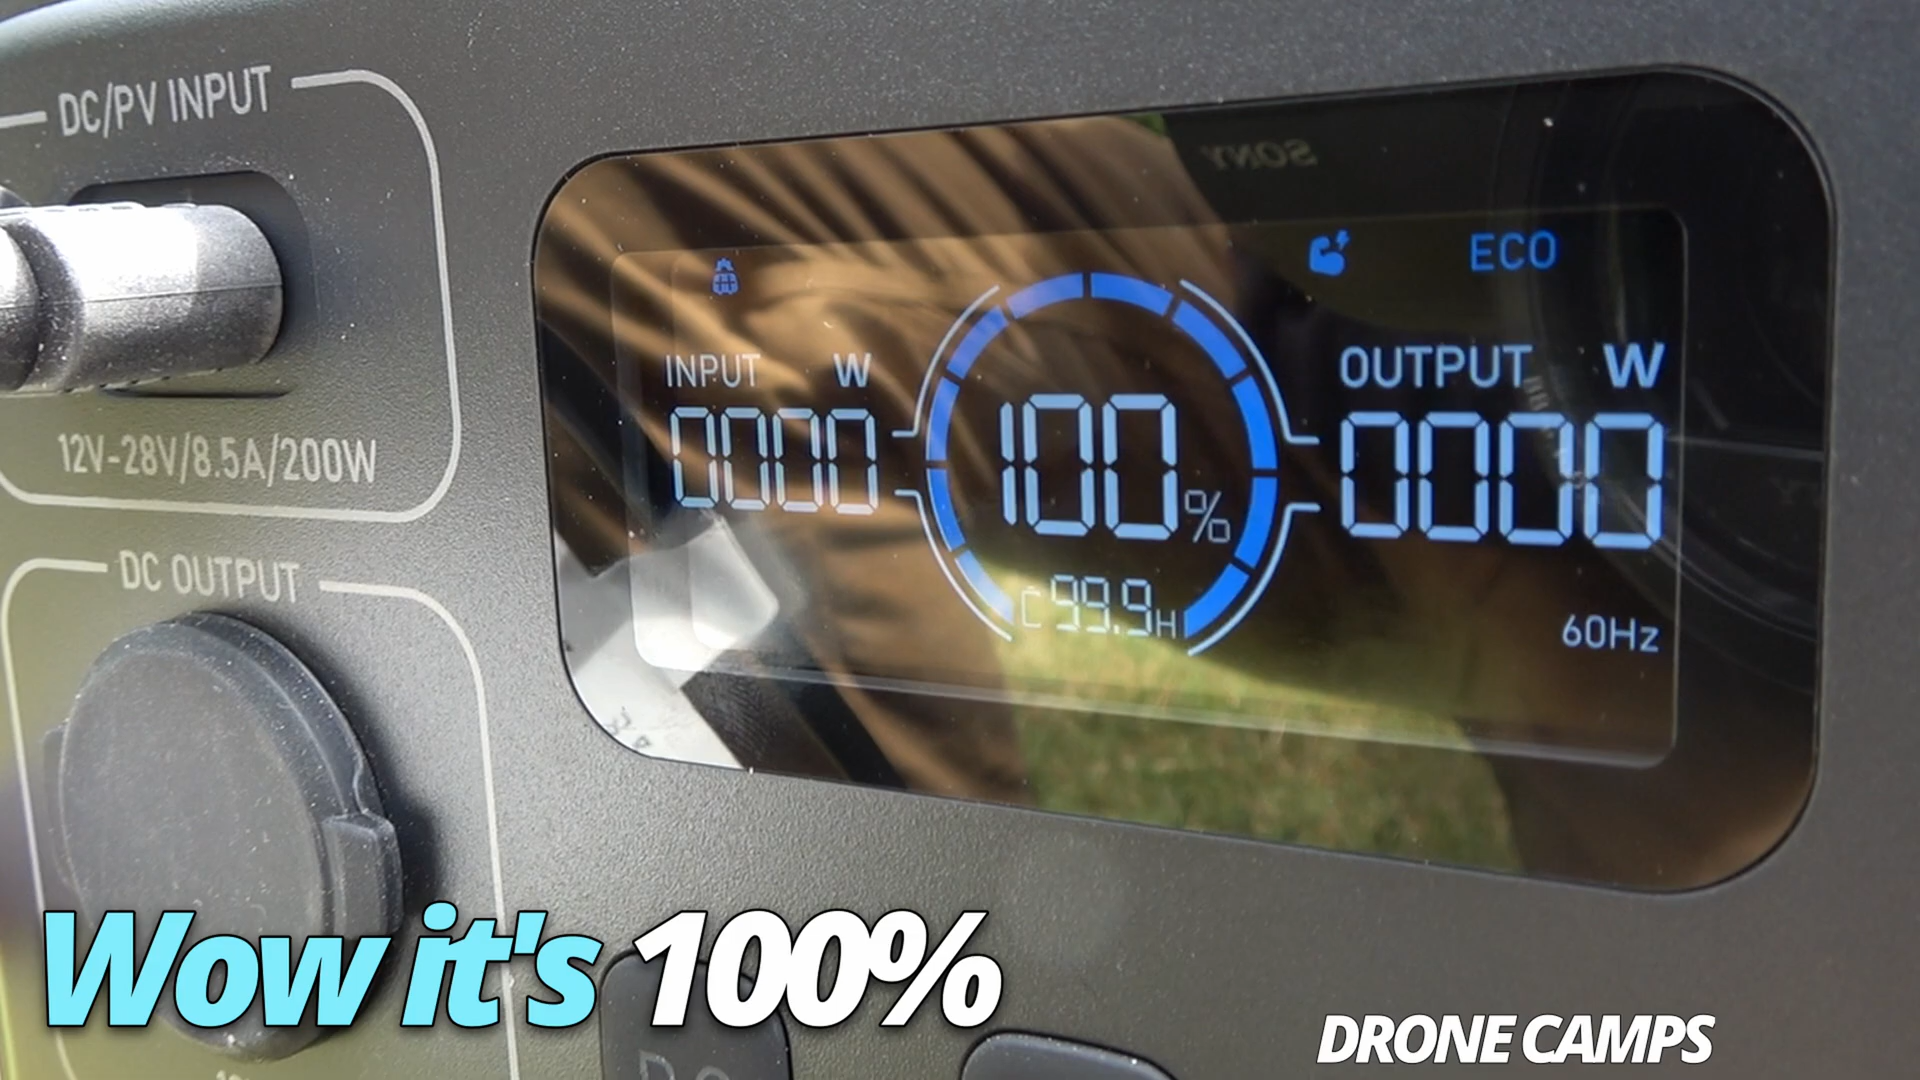 DC/PV INPUT
12V-28V/8.5A/200W
DC OUTPUT
SONY
ECO
INPUT W
0000
100%
99.9H
OUTPUT W
0000
60Hz
Wow it's 100%
DRONE CAMPS